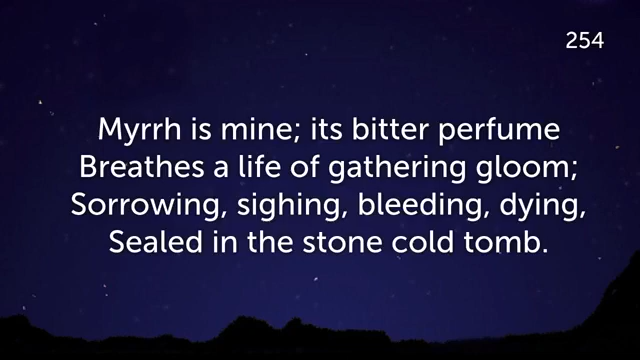 254
Myrrh is mine; its bitter perfume
Breathes a life of gathering gloom;
Sorrowing, sighing, bleeding, dying,
Sealed in the stone cold tomb.